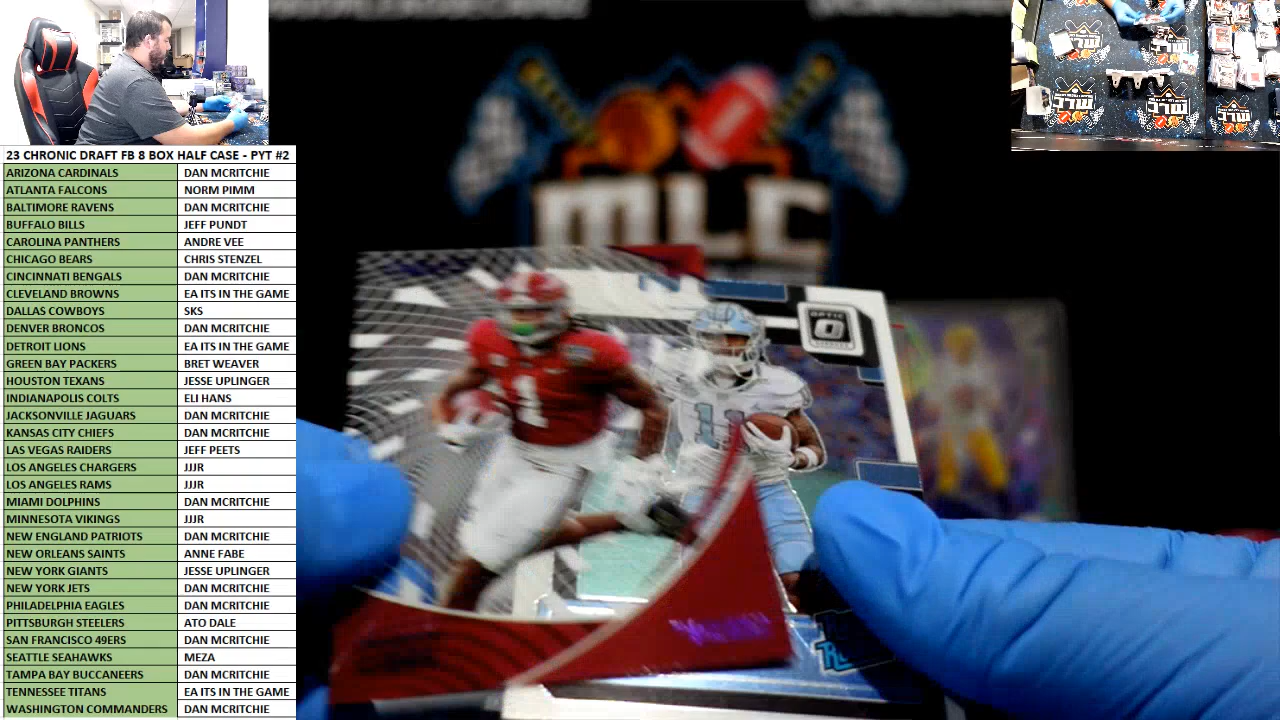 23 CHRONIC DRAFT FB 8 BOX HALF CASE - PYT #2
ARIZONA CARDINALS DAN MCRITCHIE
ATLANTA FALCONS NORM PIMM
BALTIMORE RAVENS DAN MCRITCHIE
BUFFALO BILLS JEFF PUNDT
CAROLINA PANTHERS ANDRE VEE
CHICAGO BEARS CHRIS STENZEL
CINCINNATI BENGALS DAN MCRITCHIE
CLEVELAND BROWNS EA ITS IN THE GAME
DALLAS COWBOYS SKS
DENVER BRONCOS DAN MCRITCHIE
DETROIT LIONS EA ITS IN THE GAME
GREEN BAY PACKERS BRET WEAVER
HOUSTON TEXANS JESSE UPLINGER
INDIANAPOLIS COLTS ELI HANS
JACKSONVILLE JAGUARS DAN MCRITCHIE
KANSAS CITY CHIEFS DAN MCRITCHIE
LAS VEGAS RAIDERS JEFF PEETS
LOS ANGELES CHARGERS JJJR
LOS ANGELES RAMS JJJR
MIAMI DOLPHINS DAN MCRITCHIE
MINNESOTA VIKINGS JJJR
NEW ENGLAND PATRIOTS DAN MCRITCHIE
NEW ORLEANS SAINTS ANNE FABE
NEW YORK GIANTS JESSE UPLINGER
NEW YORK JETS DAN MCRITCHIE
PHILADELPHIA EAGLES DAN MCRITCHIE
PITTSBURGH STEELERS ATO DALE
SAN FRANCISCO 49ERS DAN MCRITCHIE
SEATTLE SEAHAWKS MEZA
TAMPA BAY BUCCANEERS DAN MCRITCHIE
TENNESSEE TITANS EA ITS IN THE GAME
WASHINGTON COMMANDERS DAN MCRITCHIE
MLC
OPTIC
1
11